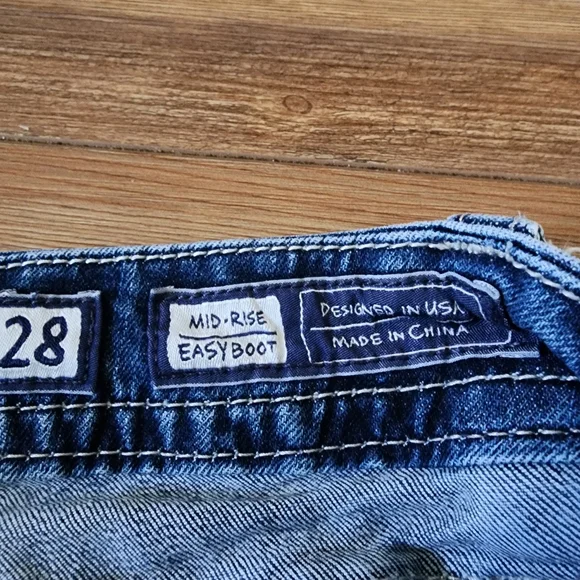 28
MID·RISE
EASY BOOT
DESIGNED IN USA
MADE IN CHINA